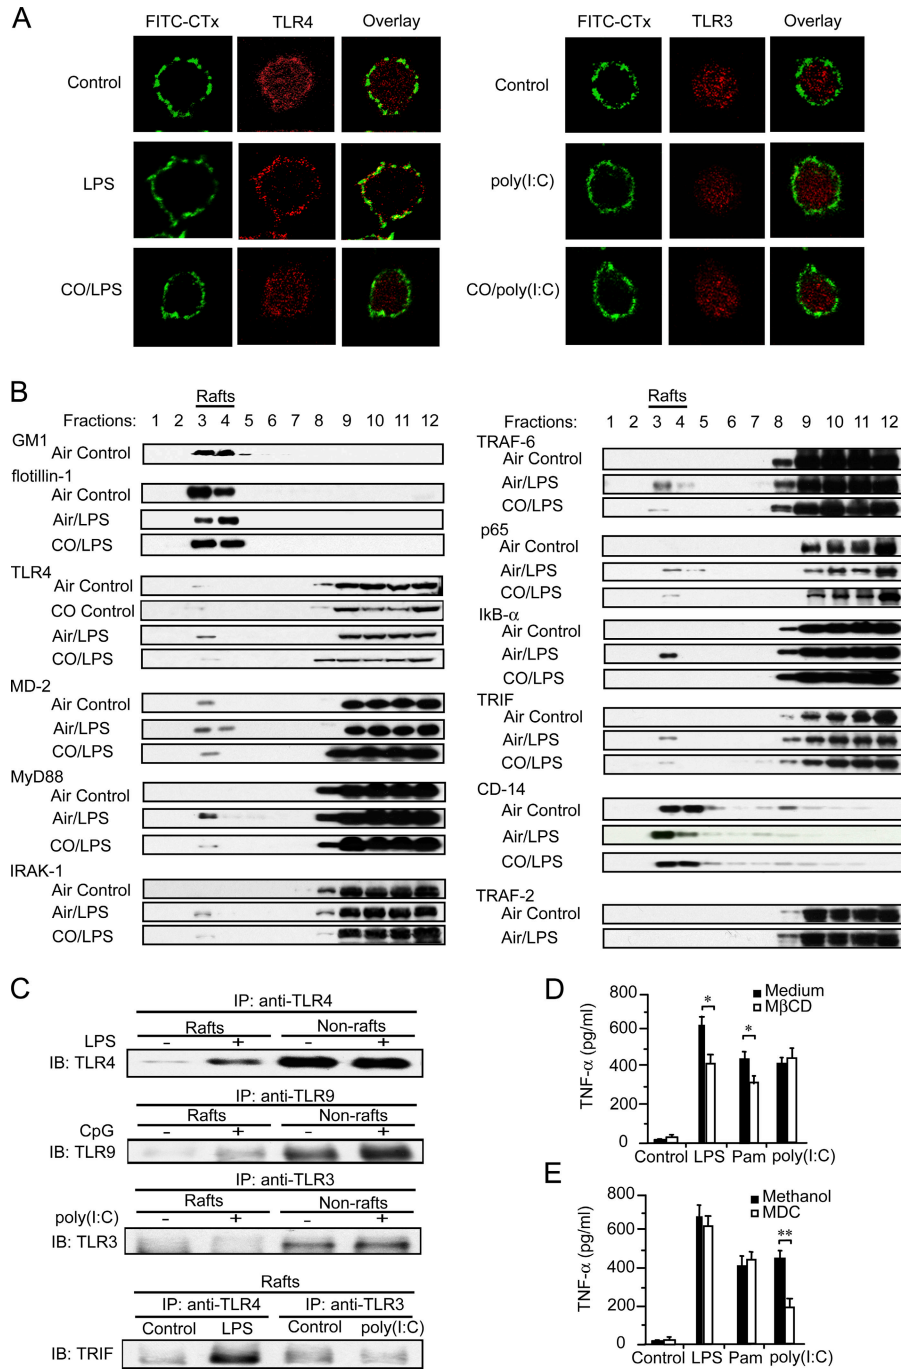 A
FITC-CTx TLR4 Overlay
Control
LPS
CO/LPS
FITC-CTx TLR3 Overlay
Control
poly(I:C)
CO/poly(I:C)
B
Rafts
Fractions: 1 2 3 4 5 6 7 8 9 10 11 12
GM1
Air Control
flotillin-1
Air Control
Air/LPS
CO/LPS
TLR4
Air Control
CO Control
Air/LPS
CO/LPS
MD-2
Air Control
Air/LPS
CO/LPS
MyD88
Air Control
Air/LPS
CO/LPS
IRAK-1
Air Control
Air/LPS
CO/LPS
Rafts
Fractions: 1 2 3 4 5 6 7 8 9 10 11 12
TRAF-6
Air Control
Air/LPS
CO/LPS
p65
Air Control
Air/LPS
CO/LPS
IkB-α
Air Control
Air/LPS
CO/LPS
TRIF
Air Control
Air/LPS
CO/LPS
CD-14
Air Control
Air/LPS
CO/LPS
TRAF-2
Air Control
Air/LPS
C
IP: anti-TLR4
Rafts Non-rafts
LPS – + – +
IB: TLR4
IP: anti-TLR9
Rafts Non-rafts
CpG – + – +
IB: TLR9
IP: anti-TLR3
Rafts Non-rafts
poly(I:C) – + – +
IB: TLR3
Rafts
IP: anti-TLR4 IP: anti-TLR3
Control LPS Control poly(I:C)
IB: TRIF
D
TNF-α (pg/ml)
800
600
400
200
0
Medium
MβCD
* *
Control LPS Pam poly(I:C)
E
TNF-α (pg/ml)
800
600
400
200
0
Methanol
MDC
**
Control LPS Pam poly(I:C)